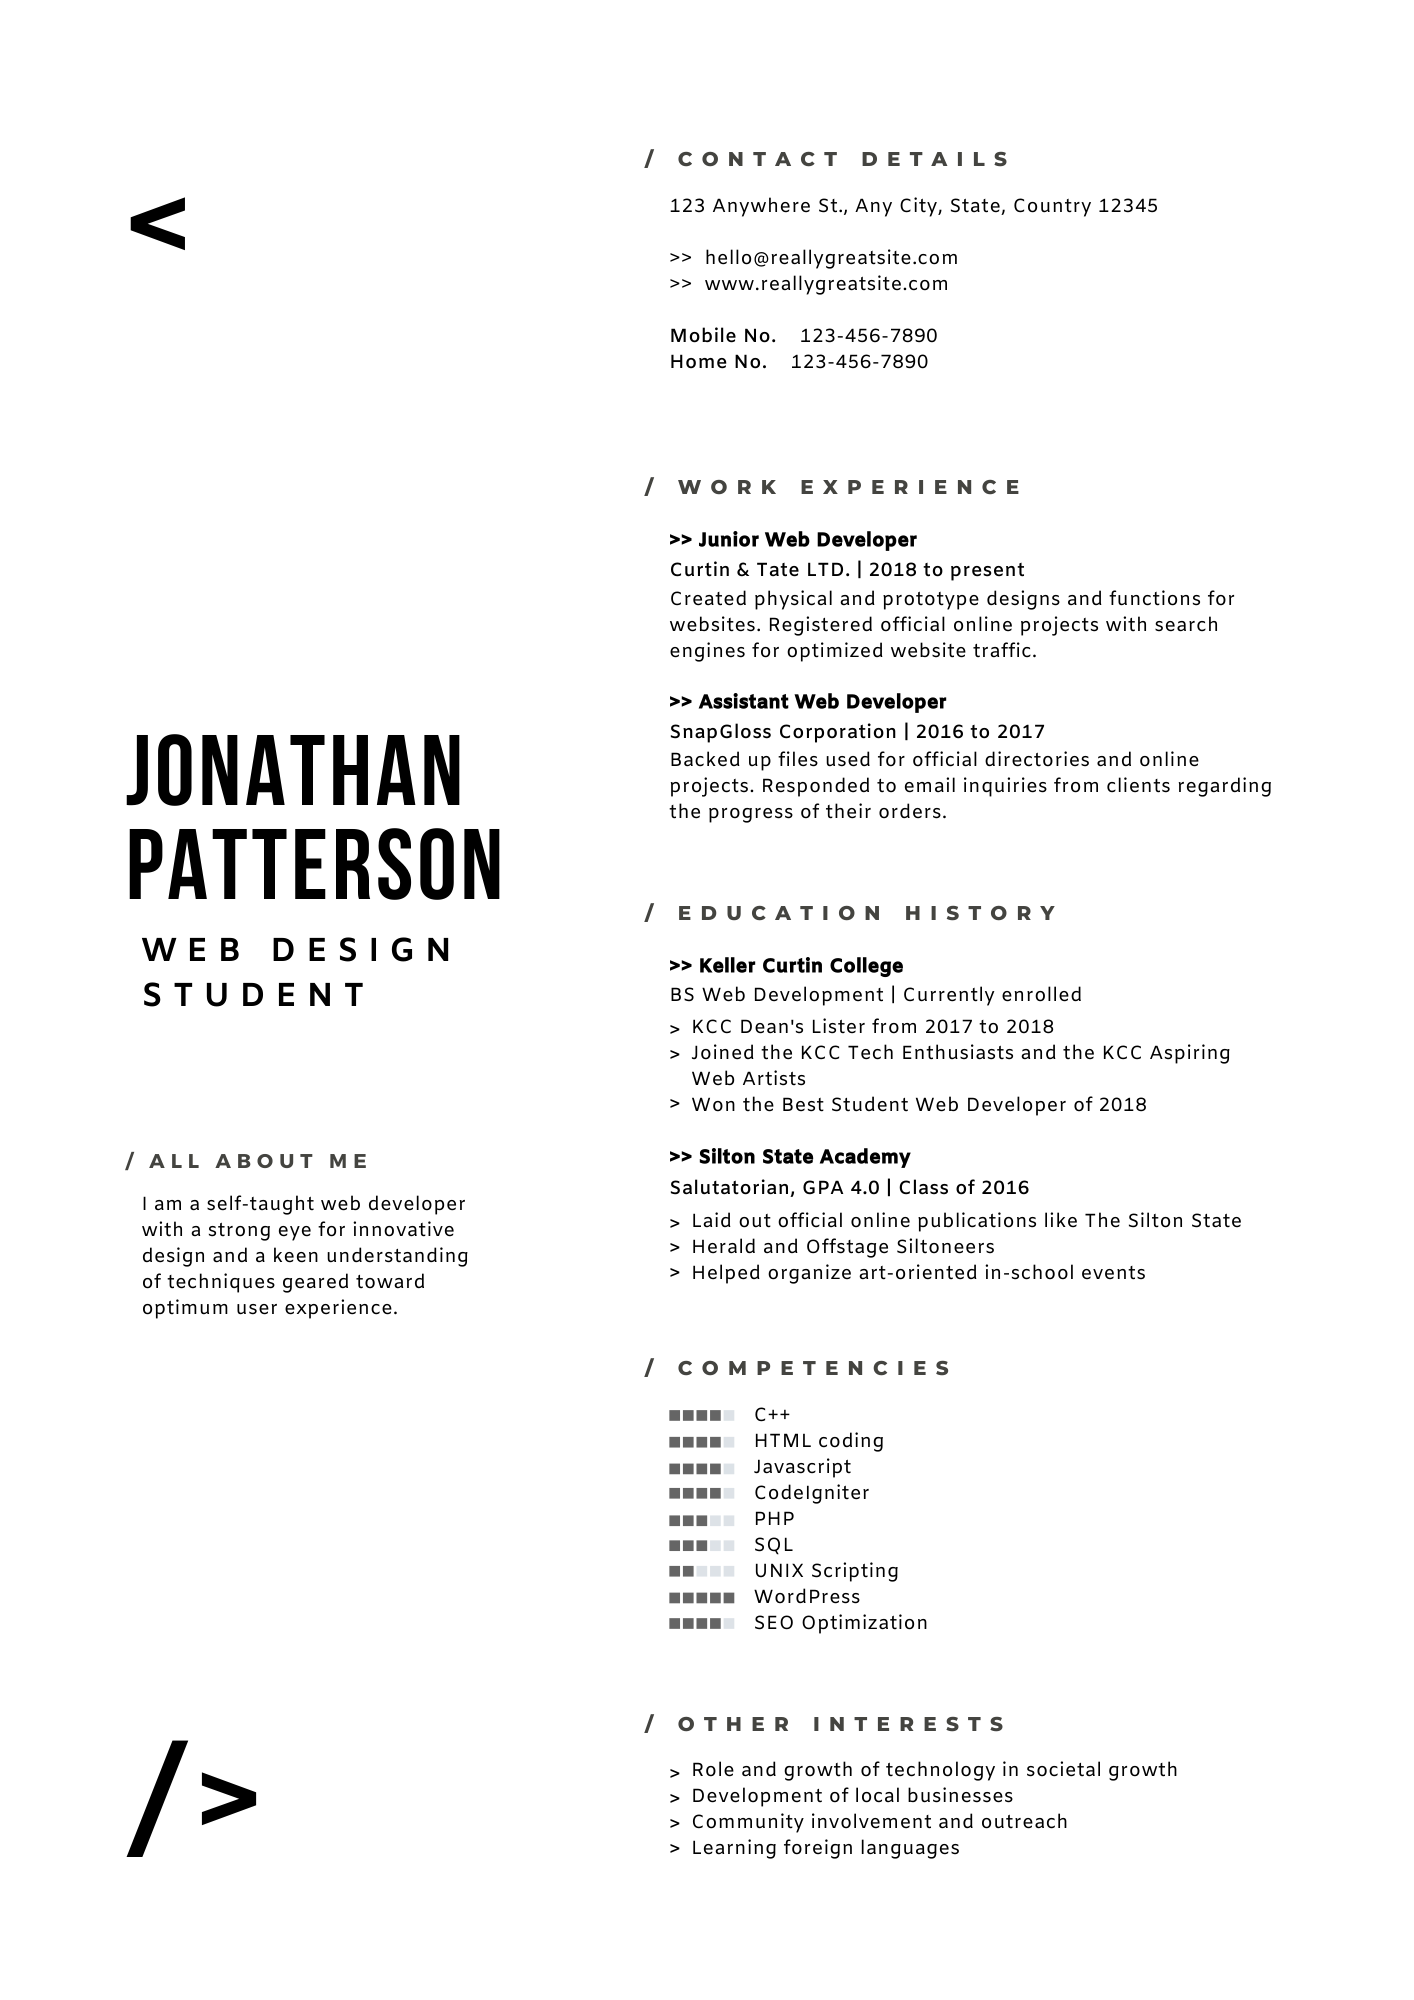 <
JONATHAN
PATTERSON
WEB DESIGN
STUDENT
/ ALL ABOUT ME
I am a self-taught web developer
with a strong eye for innovative
design and a keen understanding
of techniques geared toward
optimum user experience.
/>
/ CONTACT DETAILS
123 Anywhere St., Any City, State, Country 12345
>> hello@reallygreatsite.com
>> www.reallygreatsite.com
Mobile No. 123-456-7890
Home No. 123-456-7890
/ WORK EXPERIENCE
>> Junior Web Developer
Curtin & Tate LTD. | 2018 to present
Created physical and prototype designs and functions for
websites. Registered official online projects with search
engines for optimized website traffic.
>> Assistant Web Developer
SnapGloss Corporation | 2016 to 2017
Backed up files used for official directories and online
projects. Responded to email inquiries from clients regarding
the progress of their orders.
/ EDUCATION HISTORY
>> Keller Curtin College
BS Web Development | Currently enrolled
> KCC Dean's Lister from 2017 to 2018
> Joined the KCC Tech Enthusiasts and the KCC Aspiring
Web Artists
> Won the Best Student Web Developer of 2018
>> Silton State Academy
Salutatorian, GPA 4.0 | Class of 2016
> Laid out official online publications like The Silton State
> Herald and Offstage Siltoneers
> Helped organize art-oriented in-school events
/ COMPETENCIES
C++
HTML coding
Javascript
CodeIgniter
PHP
SQL
UNIX Scripting
WordPress
SEO Optimization
/ OTHER INTERESTS
> Role and growth of technology in societal growth
> Development of local businesses
> Community involvement and outreach
> Learning foreign languages